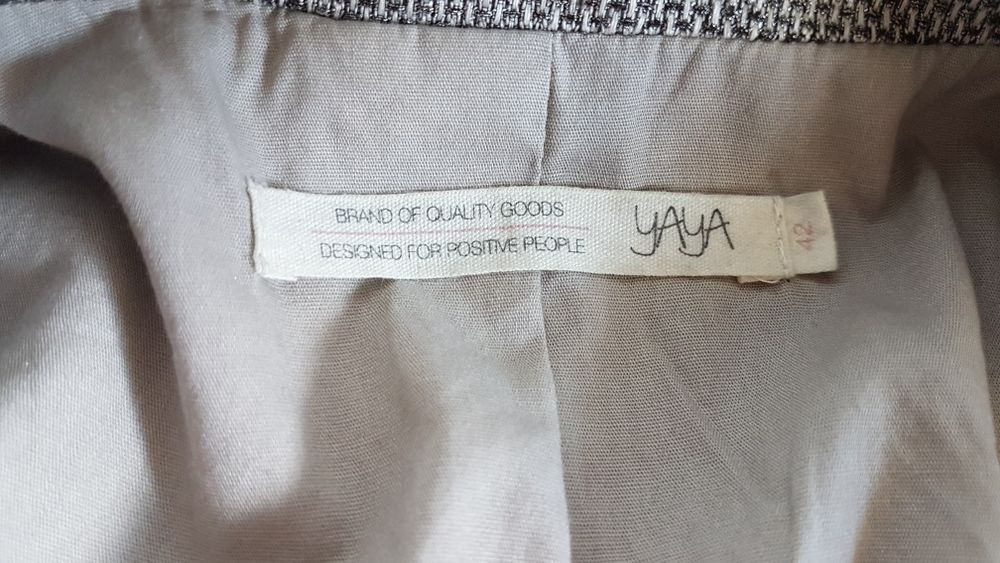 BRAND OF QUALITY GOODS
DESIGNED FOR POSITIVE PEOPLE
YAYA
42